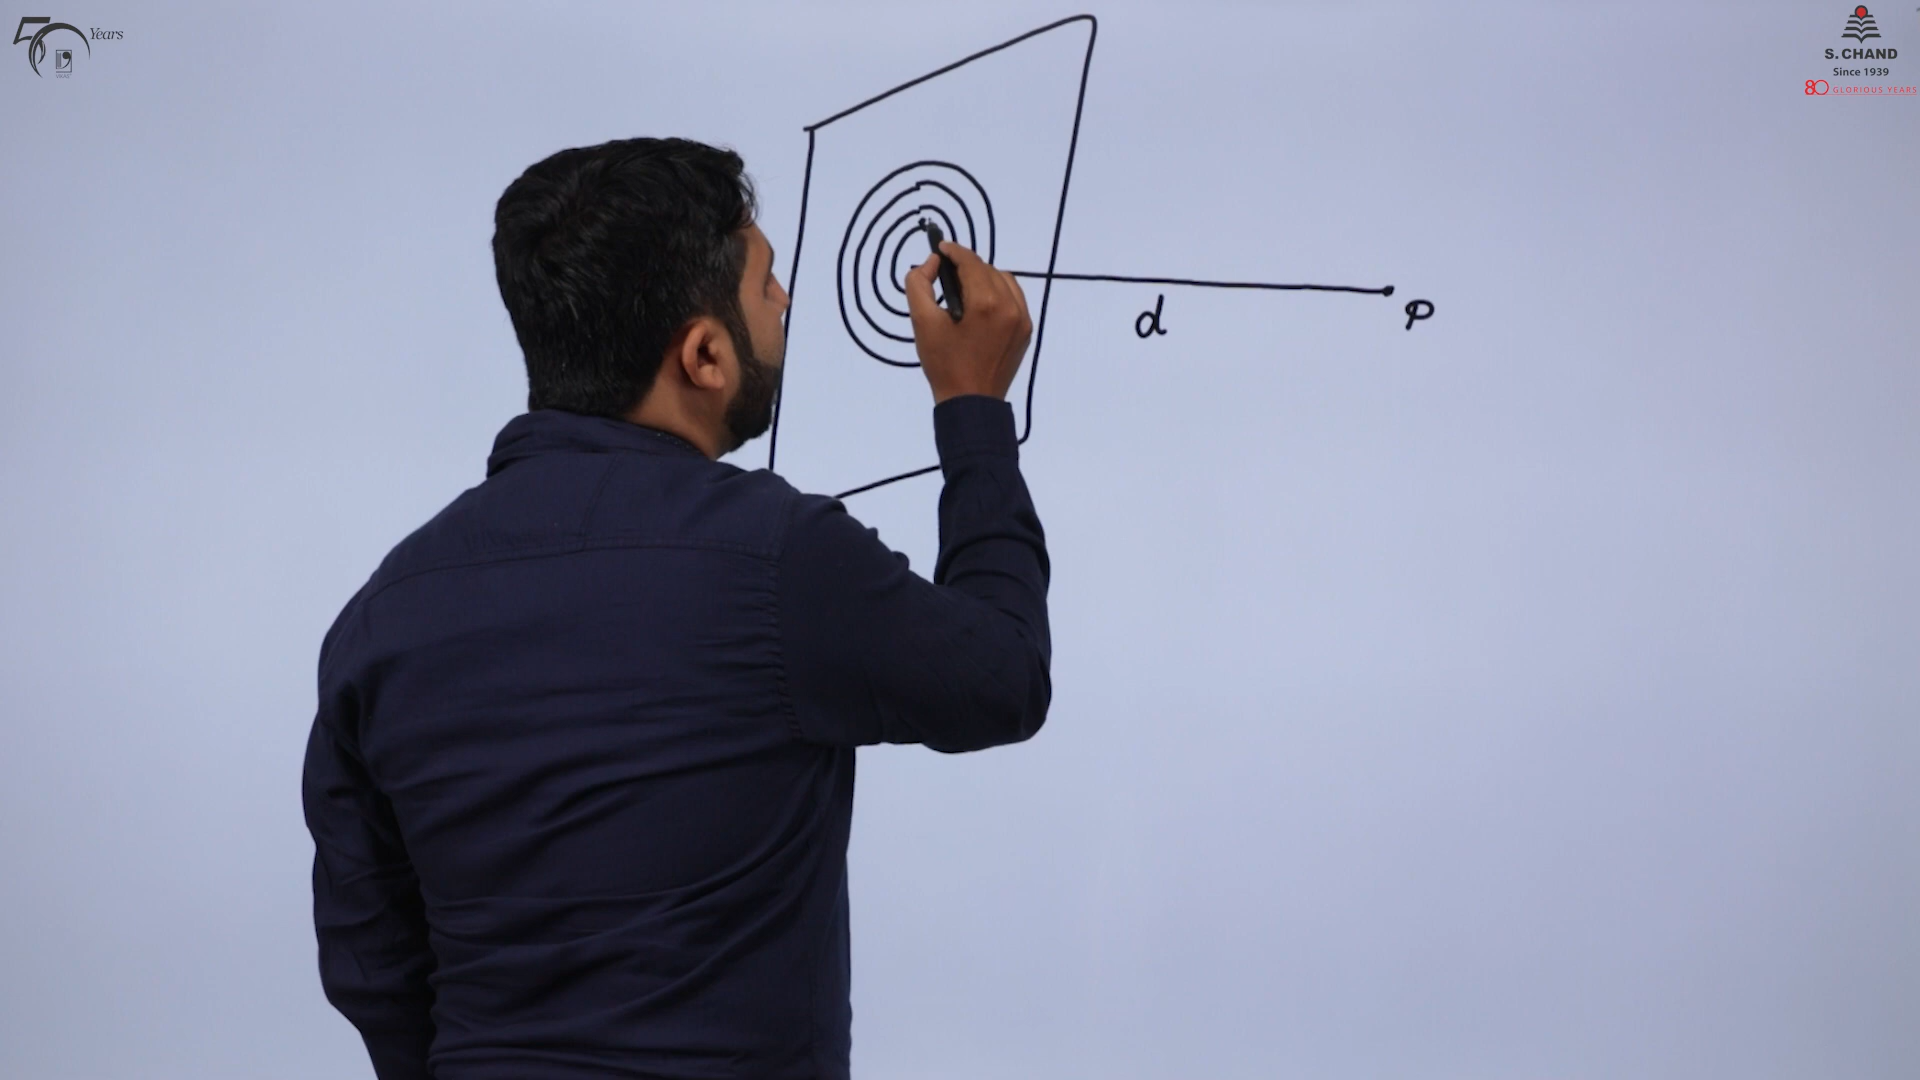 50 Years
S. CHAND
Since 1939
80 GLORIOUS YEARS
d
P